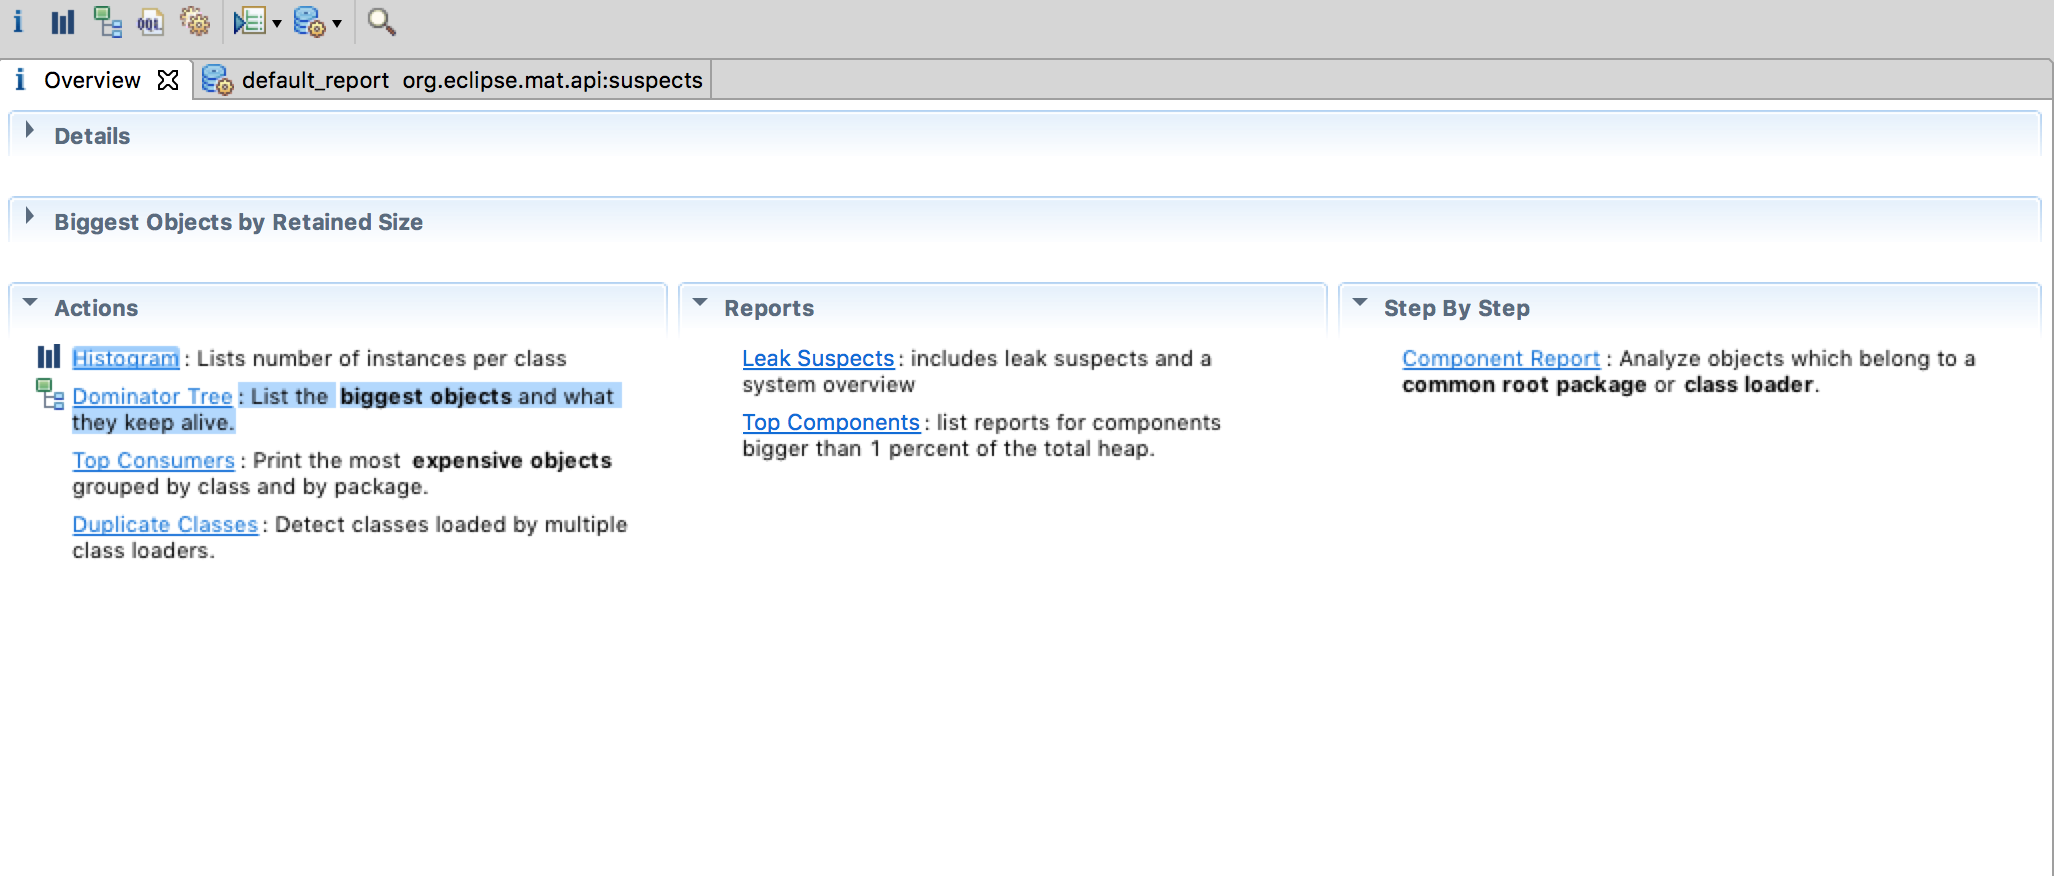 i OQL
i Overview default_report org.eclipse.mat.api:suspects
Details
Biggest Objects by Retained Size
Actions
Histogram : Lists number of instances per class
Dominator Tree : List the biggest objects and what
they keep alive.
Top Consumers : Print the most expensive objects
grouped by class and by package.
Duplicate Classes : Detect classes loaded by multiple
class loaders.
Reports
Leak Suspects : includes leak suspects and a
system overview
Top Components : list reports for components
bigger than 1 percent of the total heap.
Step By Step
Component Report : Analyze objects which belong to a
common root package or class loader.